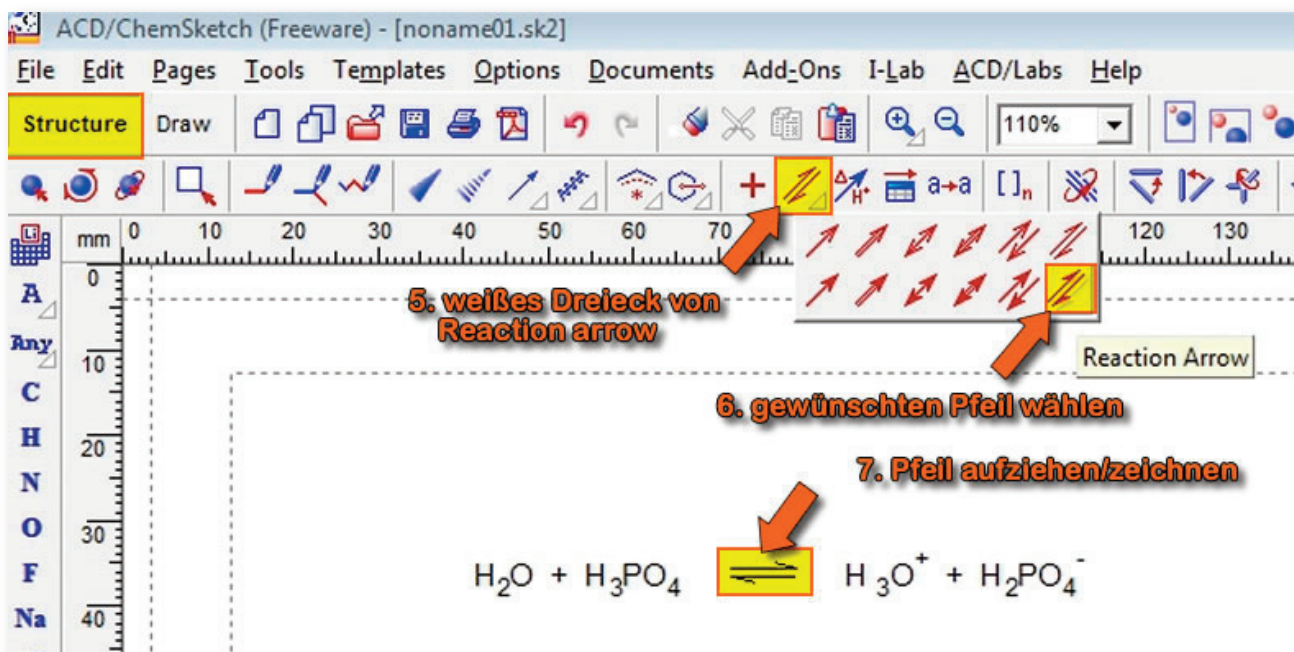 ACD/ChemSketch (Freeware) - [noname01.sk2]
File Edit Pages Tools Templates Options Documents Add-Ons I-Lab ACD/Labs Help
Structure Draw 110%
Δ H⁺ a→a [ ]n
Li
mm 0 10 20 30 40 50 60 70 120 130
0
A
5. weißes Dreieck von
Reaction arrow
Any
10
Reaction Arrow
C
6. gewünschten Pfeil wählen
H
20
7. Pfeil aufziehen/zeichnen
N
O
30
F
H₂O + H₃PO₄ ⇌ H₃O⁺ + H₂PO₄⁻
Na
40